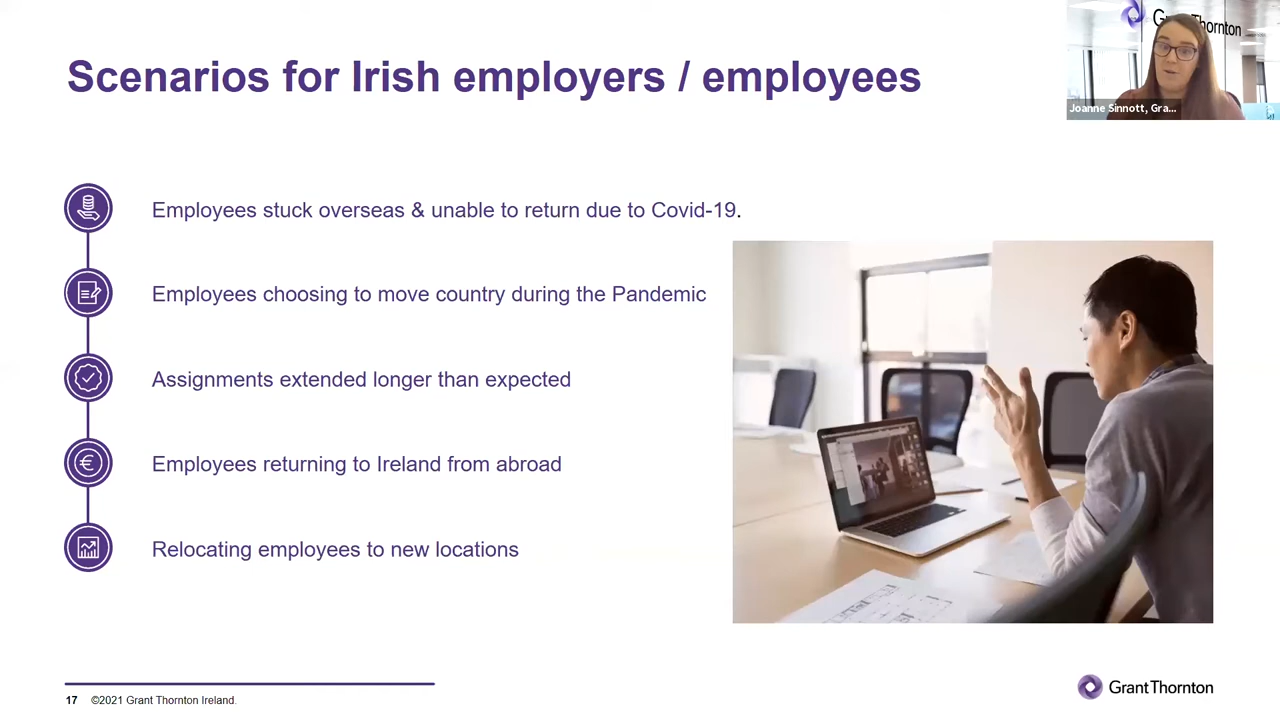 Scenarios for Irish employers / employees
Grant Thornton
Joanne Sinnott, Gra...
Employees stuck overseas & unable to return due to Covid-19.
Employees choosing to move country during the Pandemic
Assignments extended longer than expected
€
Employees returning to Ireland from abroad
Relocating employees to new locations
17 ©2021 Grant Thornton Ireland.
Grant Thornton